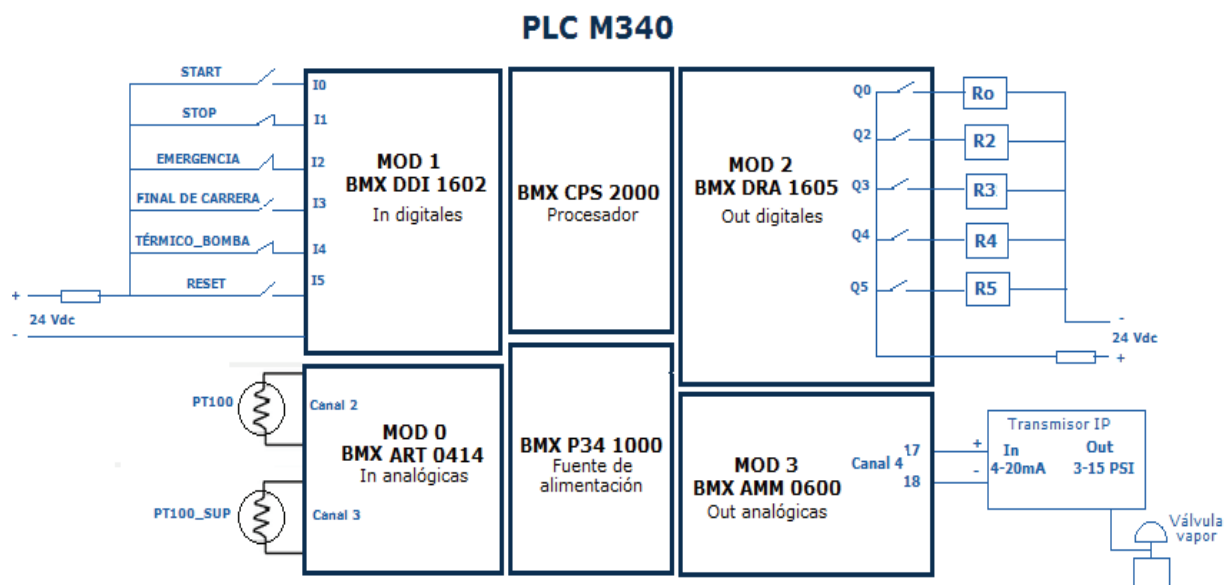 PLC M340
START
I0
STOP
I1
EMERGENCIA
I2
FINAL DE CARRERA
I3
TÉRMICO_BOMBA
I4
RESET
I5
+
24 Vdc
-
MOD 1
BMX DDI 1602
In digitales
BMX CPS 2000
Procesador
MOD 2
BMX DRA 1605
Out digitales
Q0
Ro
Q2
R2
Q3
R3
Q4
R4
Q5
R5
-
24 Vdc
+
PT100
Canal 2
PT100_SUP
Canal 3
MOD 0
BMX ART 0414
In analógicas
BMX P34 1000
Fuente de
alimentación
MOD 3
BMX AMM 0600
Out analógicas
Canal 4
17
18
+
-
Transmisor IP
In
4-20mA
Out
3-15 PSI
Válvula
vapor